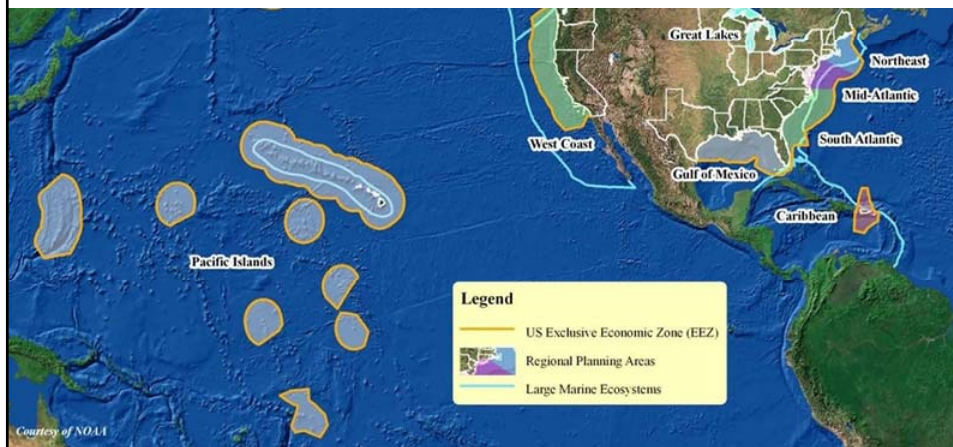 Great Lakes
Northeast
Mid-Atlantic
South Atlantic
West Coast
Gulf of Mexico
Caribbean
Pacific Islands
Legend
US Exclusive Economic Zone (EEZ)
Regional Planning Areas
Large Marine Ecosystems
Courtesy of NOAA